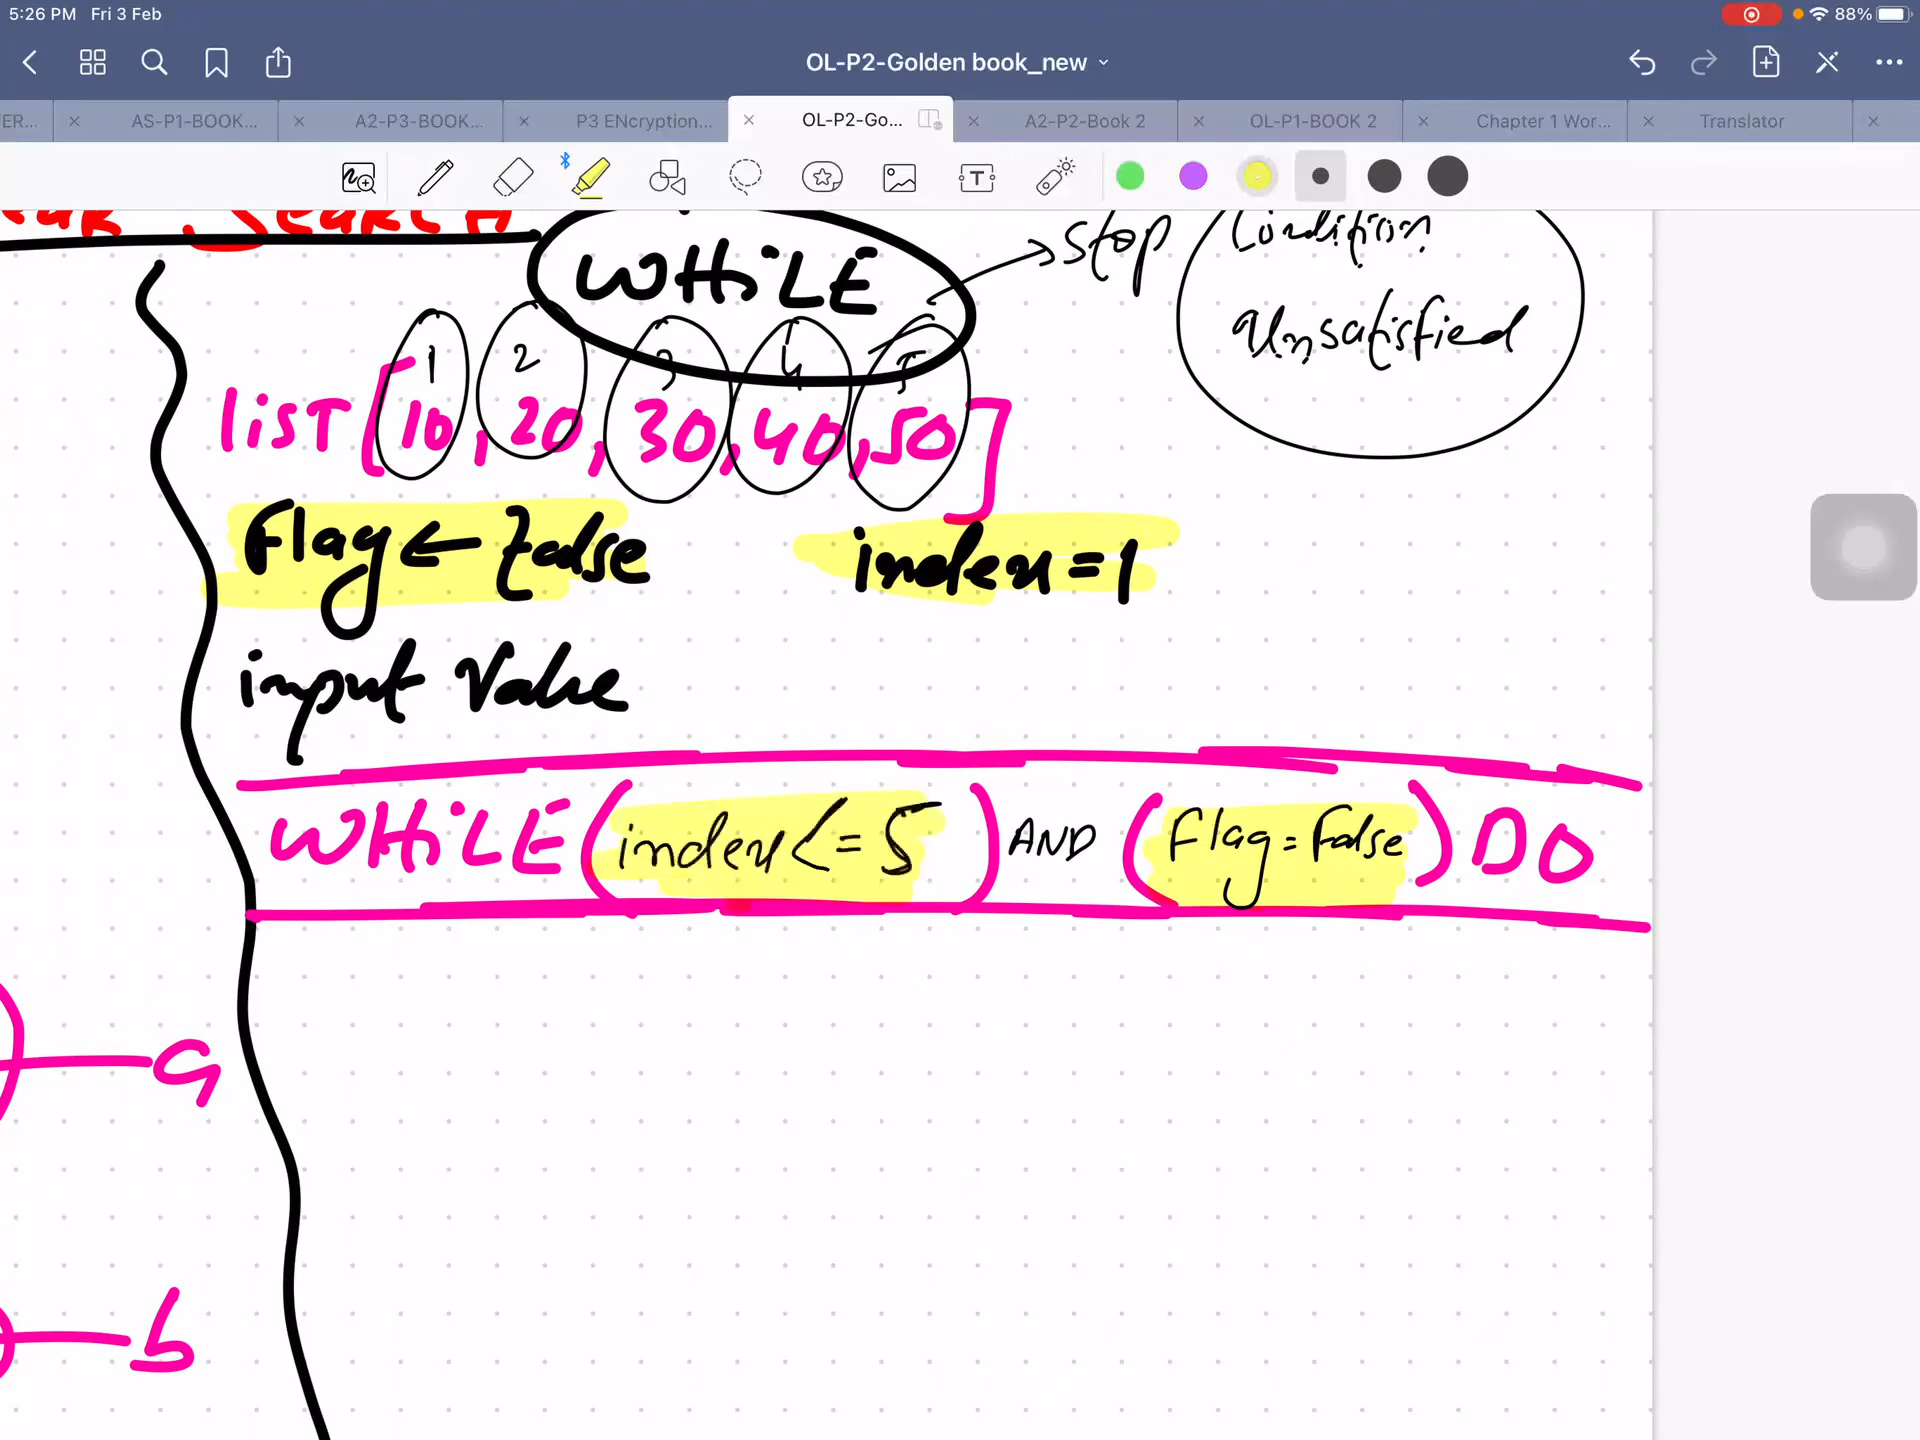 5:26 PM Fri 3 Feb
88%
OL-P2-Golden book_new
ER...
AS-P1-BOOK...
A2-P3-BOOK...
P3 ENcryption...
OL-P2-Go...
A2-P2-Book 2
OL-P1-BOOK 2
Chapter 1 Wor...
Translator
SEARCH
WHiLE
Stop
Condition
Unsatisfied
1 2 3 4 5
liST [10, 20, 30, 40, 50]
Flag ← False index = 1
input Value
WHiLE (index <= 5) AND (Flag = False) DO
a
b